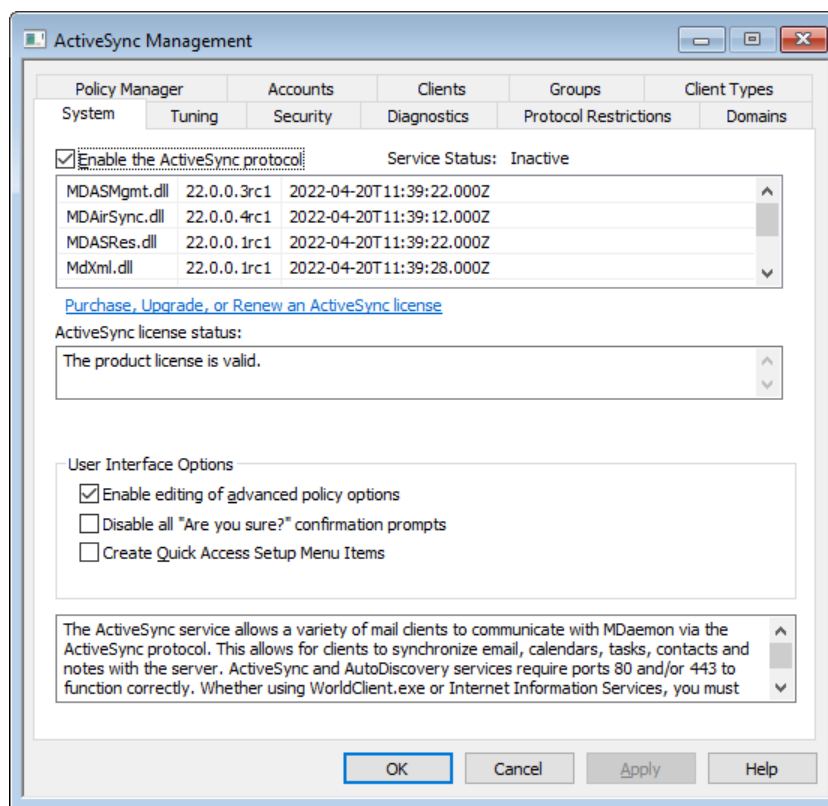 ActiveSync Management
Policy Manager Accounts Clients Groups Client Types
System Tuning Security Diagnostics Protocol Restrictions Domains
Enable the ActiveSync protocol Service Status: Inactive
MDASMgmt.dll 22.0.0.3rc1 2022-04-20T11:39:22.000Z
MDAirSync.dll 22.0.0.4rc1 2022-04-20T11:39:12.000Z
MDASRes.dll 22.0.0.1rc1 2022-04-20T11:39:22.000Z
MdXml.dll 22.0.0.1rc1 2022-04-20T11:39:28.000Z
Purchase, Upgrade, or Renew an ActiveSync license
ActiveSync license status:
The product license is valid.
User Interface Options
Enable editing of advanced policy options
Disable all "Are you sure?" confirmation prompts
Create Quick Access Setup Menu Items
The ActiveSync service allows a variety of mail clients to communicate with MDaemon via the
ActiveSync protocol. This allows for clients to synchronize email, calendars, tasks, contacts and
notes with the server. ActiveSync and AutoDiscovery services require ports 80 and/or 443 to
function correctly. Whether using WorldClient.exe or Internet Information Services, you must
OK Cancel Apply Help